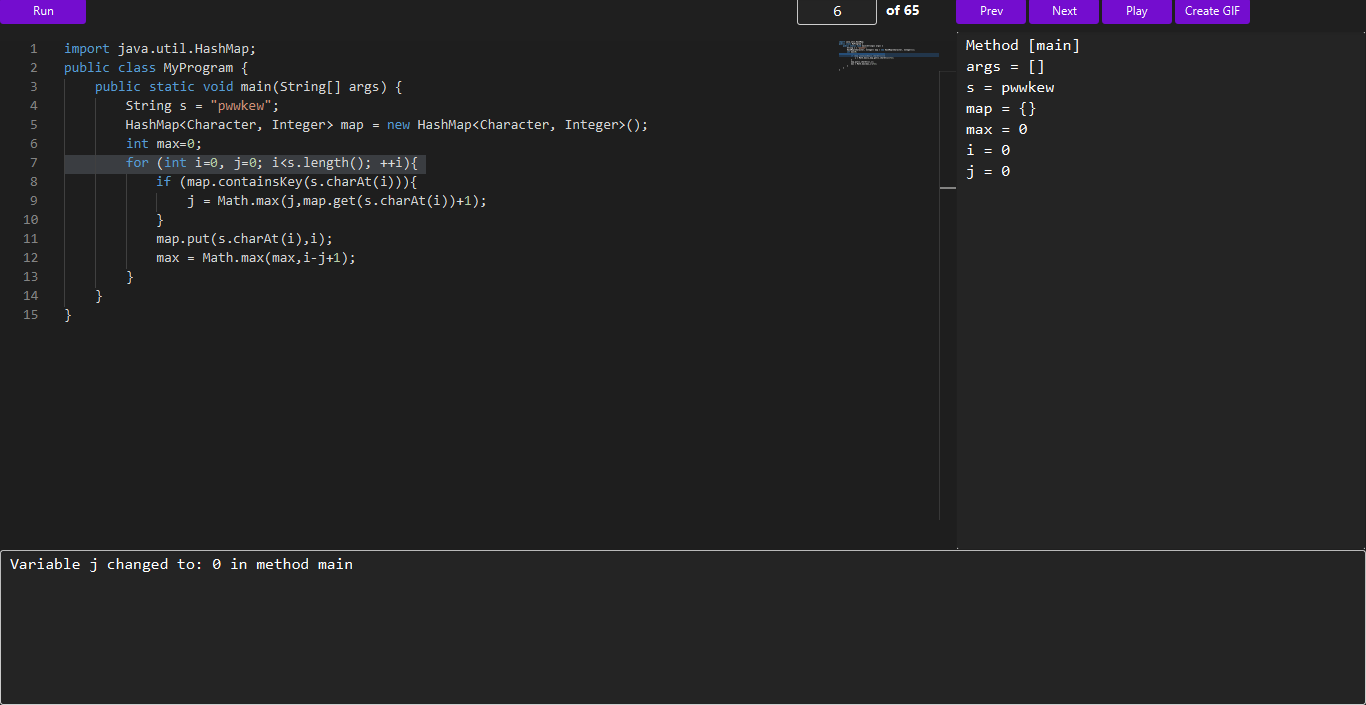 Run 6 of 65 Prev Next Play Create GIF
1 import java.util.HashMap;
2 public class MyProgram {
3 public static void main(String[] args) {
4 String s = "pwwkew";
5 HashMap<Character, Integer> map = new HashMap<Character, Integer>();
6 int max=0;
7 for (int i=0, j=0; i<s.length(); ++i){
8 if (map.containsKey(s.charAt(i))){
9 j = Math.max(j,map.get(s.charAt(i))+1);
10 }
11 map.put(s.charAt(i),i);
12 max = Math.max(max,i-j+1);
13 }
14 }
15 }
Method [main]
args = []
s = pwwkew
map = {}
max = 0
i = 0
j = 0
Variable j changed to: 0 in method main